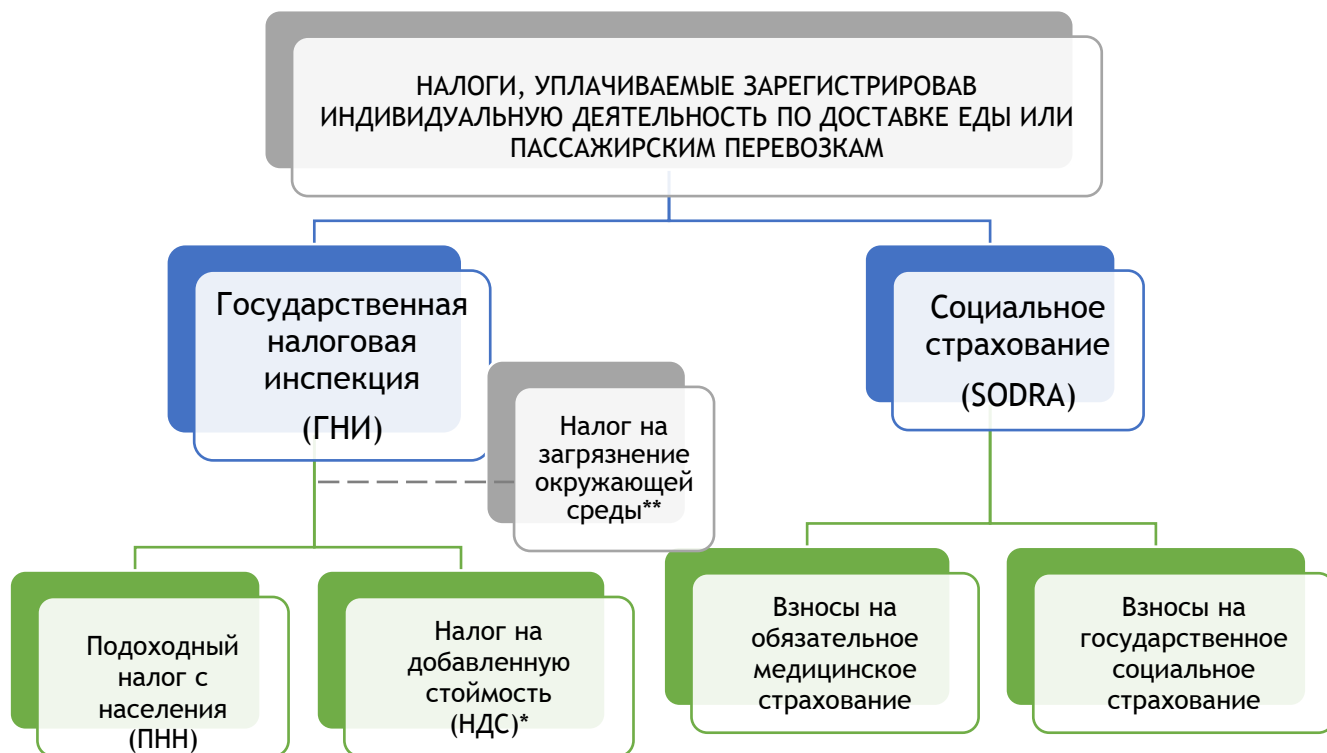 НАЛОГИ, УПЛАЧИВАЕМЫЕ ЗАРЕГИСТРИРОВАВ
ИНДИВИДУАЛЬНУЮ ДЕЯТЕЛЬНОСТЬ ПО ДОСТАВКЕ ЕДЫ ИЛИ
ПАССАЖИРСКИМ ПЕРЕВОЗКАМ
Государственная
налоговая
инспекция
(ГНИ)
Социальное
страхование
(SODRA)
Налог на
загрязнение
окружающей
среды**
Подоходный
налог с
населения
(ПНН)
Налог на
добавленную
стоймость
(НДС)*
Взносы на
обязательное
медицинское
страхование
Взносы на
государственное
социальное
страхование